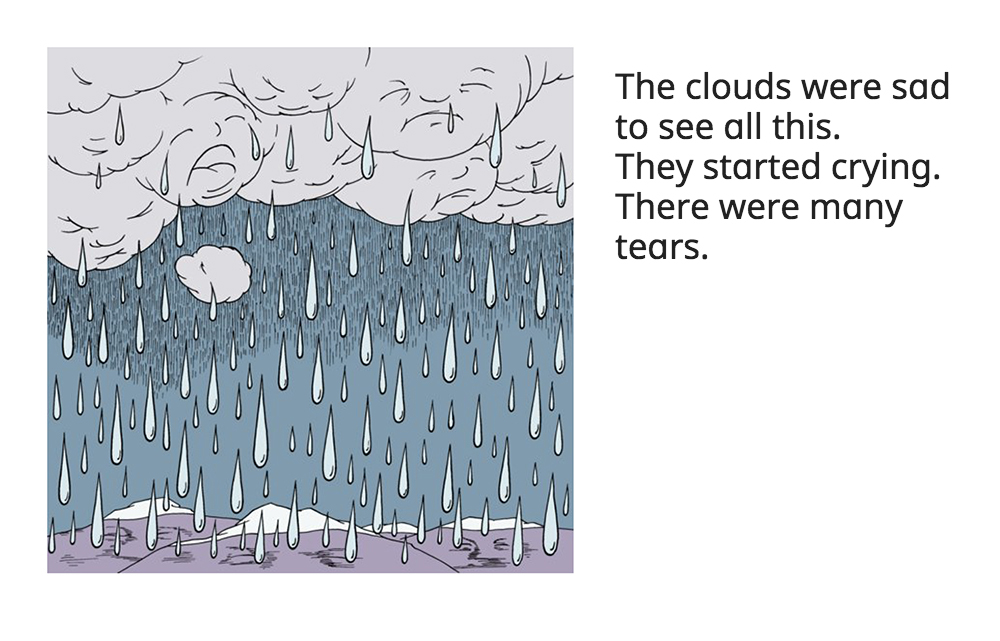 The clouds were sad
to see all this.
They started crying.
There were many
tears.